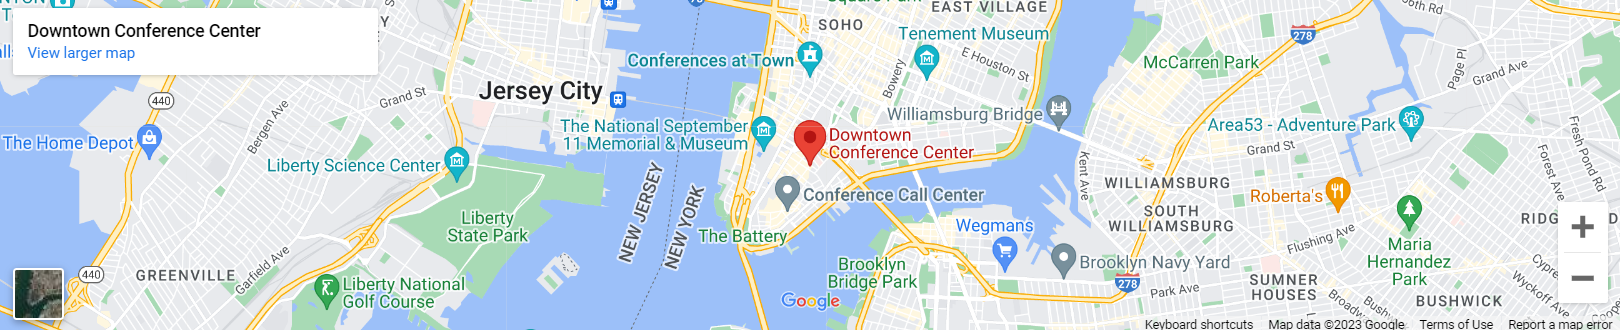 Downtown Conference Center
View larger map
SOHO
EAST VILLAGE
Tenement Museum
Conferences at Town
E Houston St
Bowery
278
McCarren Park
Page Pl
Grand Ave
Jersey City
440
Grand St
Bergen Ave
The Home Depot
Liberty Science Center
The National September
11 Memorial & Museum
Downtown
Conference Center
Williamsburg Bridge
Area53 - Adventure Park
Grand St
Fresh Pond Rd
Forest Ave
Kent Ave
WILLIAMSBURG
SOUTH
WILLIAMSBURG
Roberta's
Conference Call Center
NEW JERSEY
NEW YORK
Liberty
State Park
The Battery
Wegmans
Flushing Ave
Maria
Hernandez
Park
GREENVILLE
Garfield Ave
440
Liberty National
Golf Course
Brooklyn
Bridge Park
Brooklyn Navy Yard
278
Park Ave
SUMNER
HOUSES
BUSHWICK
Wyckoff Ave
Google
Keyboard shortcuts
Map data ©2023 Google
Terms of Use
Report a map error